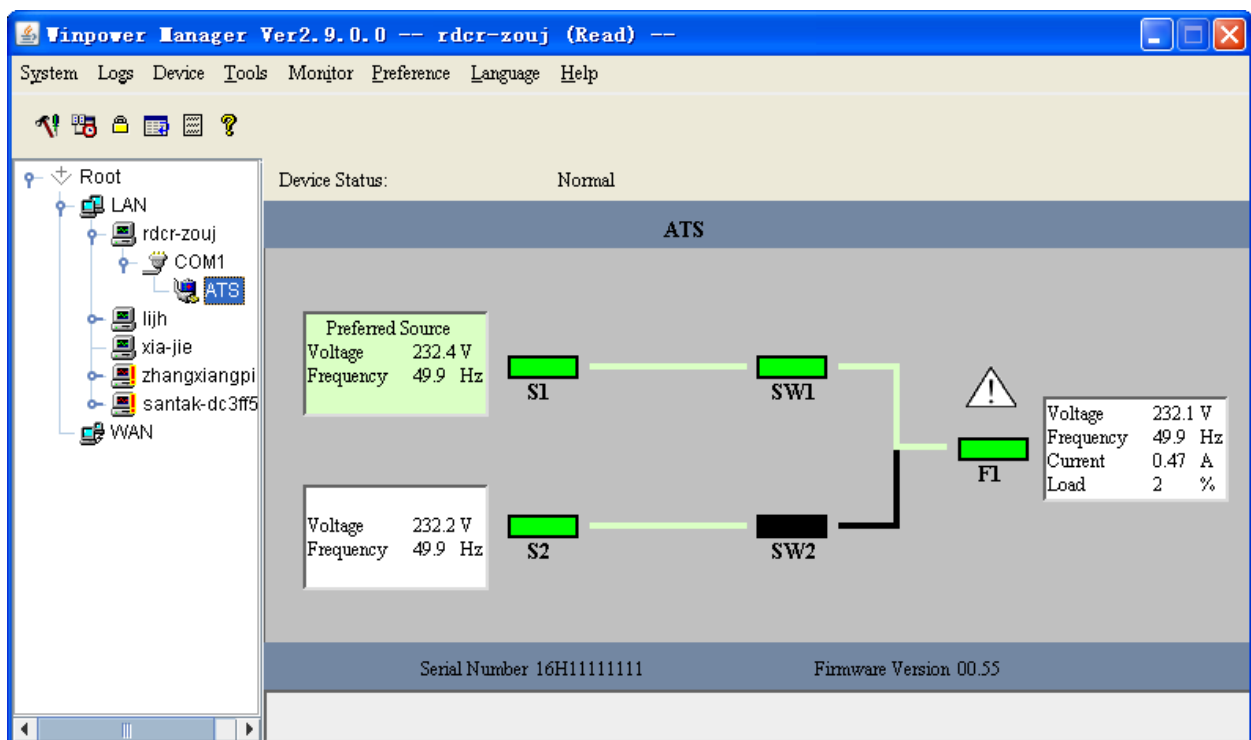 Winpower Manager Ver2.9.0.0 -- rdcr-zouj (Read) --
System Logs Device Tools Monitor Preference Language Help
Root
LAN
rdcr-zouj
COM1
ATS
lijh
xia-jie
zhangxiangpi
santak-dc3ff5
WAN
Device Status: Normal
ATS
Preferred Source
Voltage 232.4 V
Frequency 49.9 Hz
S1
SW1
Voltage 232.2 V
Frequency 49.9 Hz
S2
SW2
F1
Voltage 232.1 V
Frequency 49.9 Hz
Current 0.47 A
Load 2 %
Serial Number 16H11111111 Firmware Version 00.55